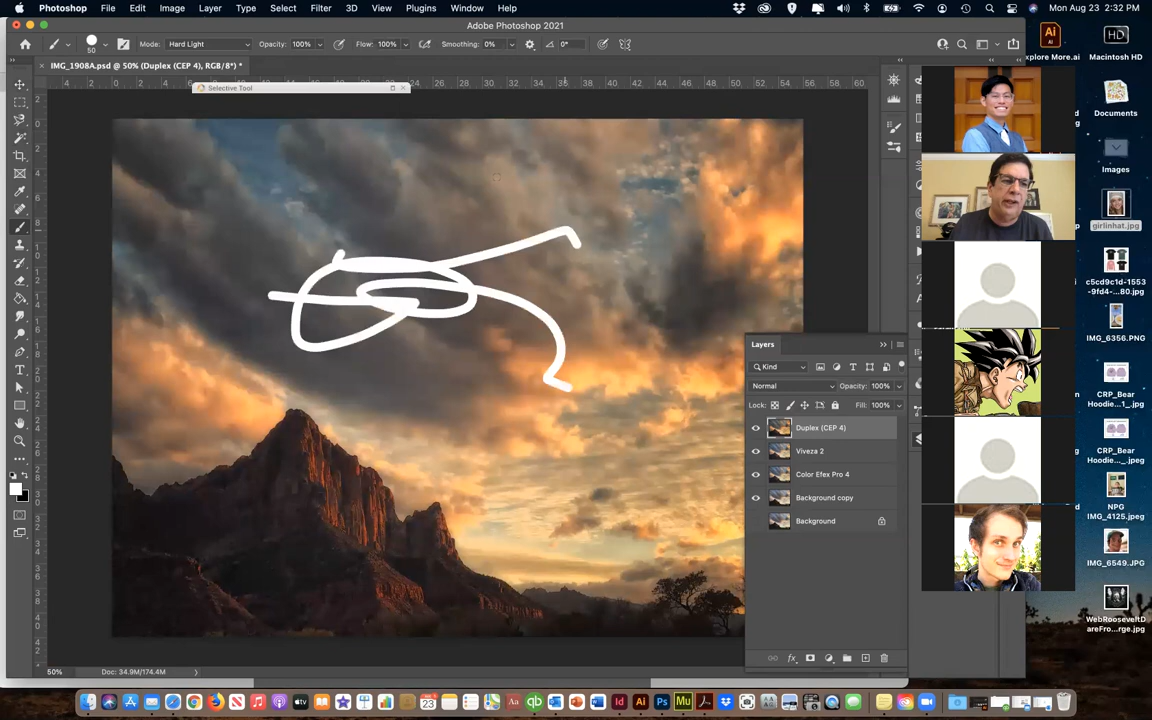 Photoshop File Edit Image Layer Type Select Filter 3D View Plugins Window Help Mon Aug 23 2:32 PM
Adobe Photoshop 2021
50 Mode: Hard Light Opacity: 100% Flow: 100% Smoothing: 0% 0°
IMG_1908A.psd @ 50% (Duplex (CEP 4), RGB/8*) *
Selective Tool
Layers
Kind
Normal Opacity: 100%
Lock: Fill: 100%
Duplex (CEP 4)
Viveza 2
Color Efex Pro 4
Background copy
Background
50% Doc: 34.9M/174.4M
Explore More.ai
Macintosh HD
Documents
Images
girlinhat.jpg
c5cd9c1d-1553
-9fd4-...80.jpg
IMG_6356.PNG
CRP_Bear
Hoodie...1_.jpg
CRP_Bear
Hoodie..._.jpeg
NPG
IMG_4125.jpeg
IMG_6549.JPG
WebRooseveltD
areFro...rge.jpg